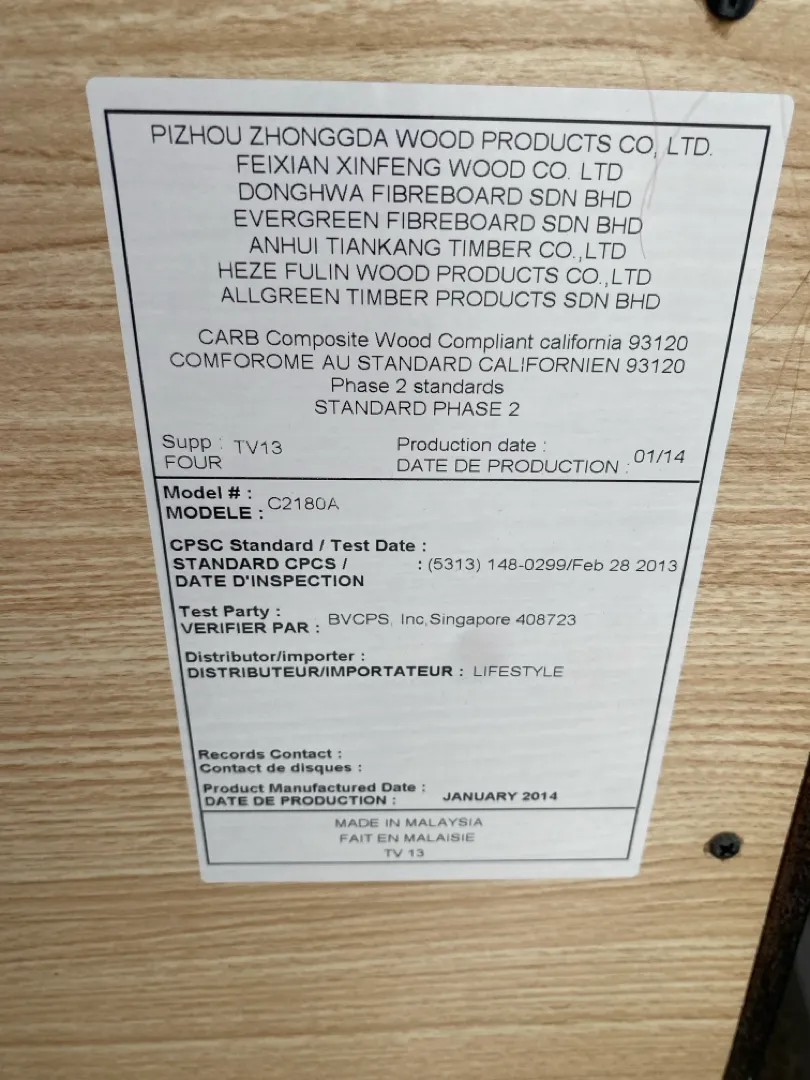 PIZHOU ZHONGGDA WOOD PRODUCTS CO, LTD.
FEIXIAN XINFENG WOOD CO. LTD
DONGHWA FIBREBOARD SDN BHD
EVERGREEN FIBREBOARD SDN BHD
ANHUI TIANKANG TIMBER CO.,LTD
HEZE FULIN WOOD PRODUCTS CO.,LTD
ALLGREEN TIMBER PRODUCTS SDN BHD
CARB Composite Wood Compliant california 93120
COMFOROME AU STANDARD CALIFORNIEN 93120
Phase 2 standards
STANDARD PHASE 2
Supp : TV13
FOUR
Production date :
DATE DE PRODUCTION : 01/14
Model # :
MODELE : C2180A
CPSC Standard / Test Date :
STANDARD CPCS / : (5313) 148-0299/Feb 28 2013
DATE D'INSPECTION
Test Party :
VERIFIER PAR : BVCPS, Inc,Singapore 408723
Distributor/importer :
DISTRIBUTEUR/IMPORTATEUR : LIFESTYLE
Records Contact :
Contact de disques :
Product Manufactured Date :
DATE DE PRODUCTION : JANUARY 2014
MADE IN MALAYSIA
FAIT EN MALAISIE
TV 13